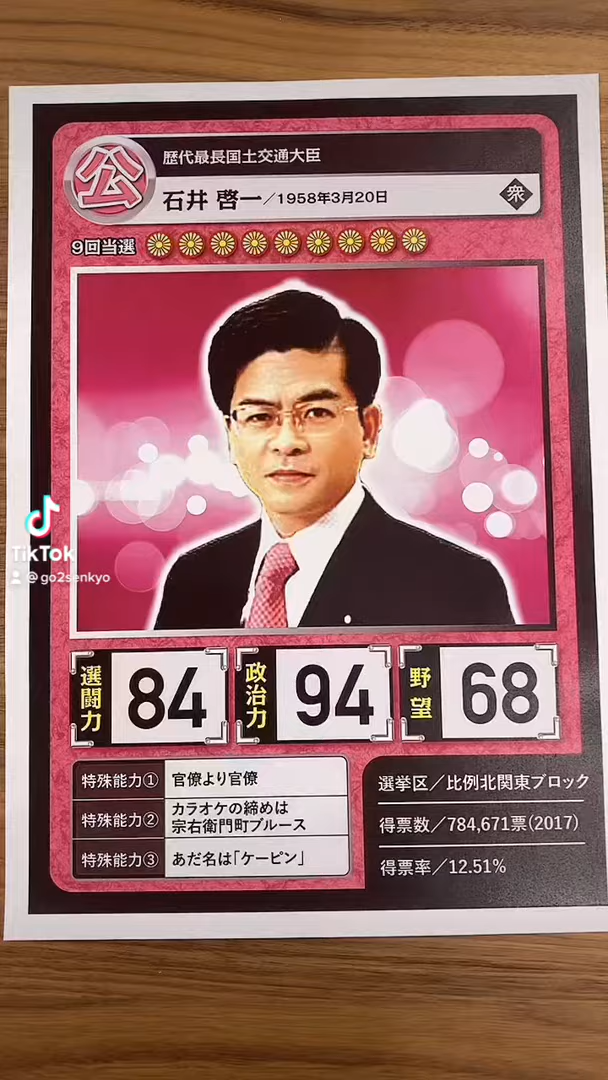 公
歴代最長国土交通大臣
石井 啓一/1958年3月20日
衆
9回当選
TikTok
@go2senkyo
選闘力
84
政治力
94
野望
68
特殊能力① 官僚より官僚
特殊能力② カラオケの締めは
宗右衛門町ブルース
特殊能力③ あだ名は「ケーピン」
選挙区/比例北関東ブロック
得票数/784,671票(2017)
得票率/12.51%